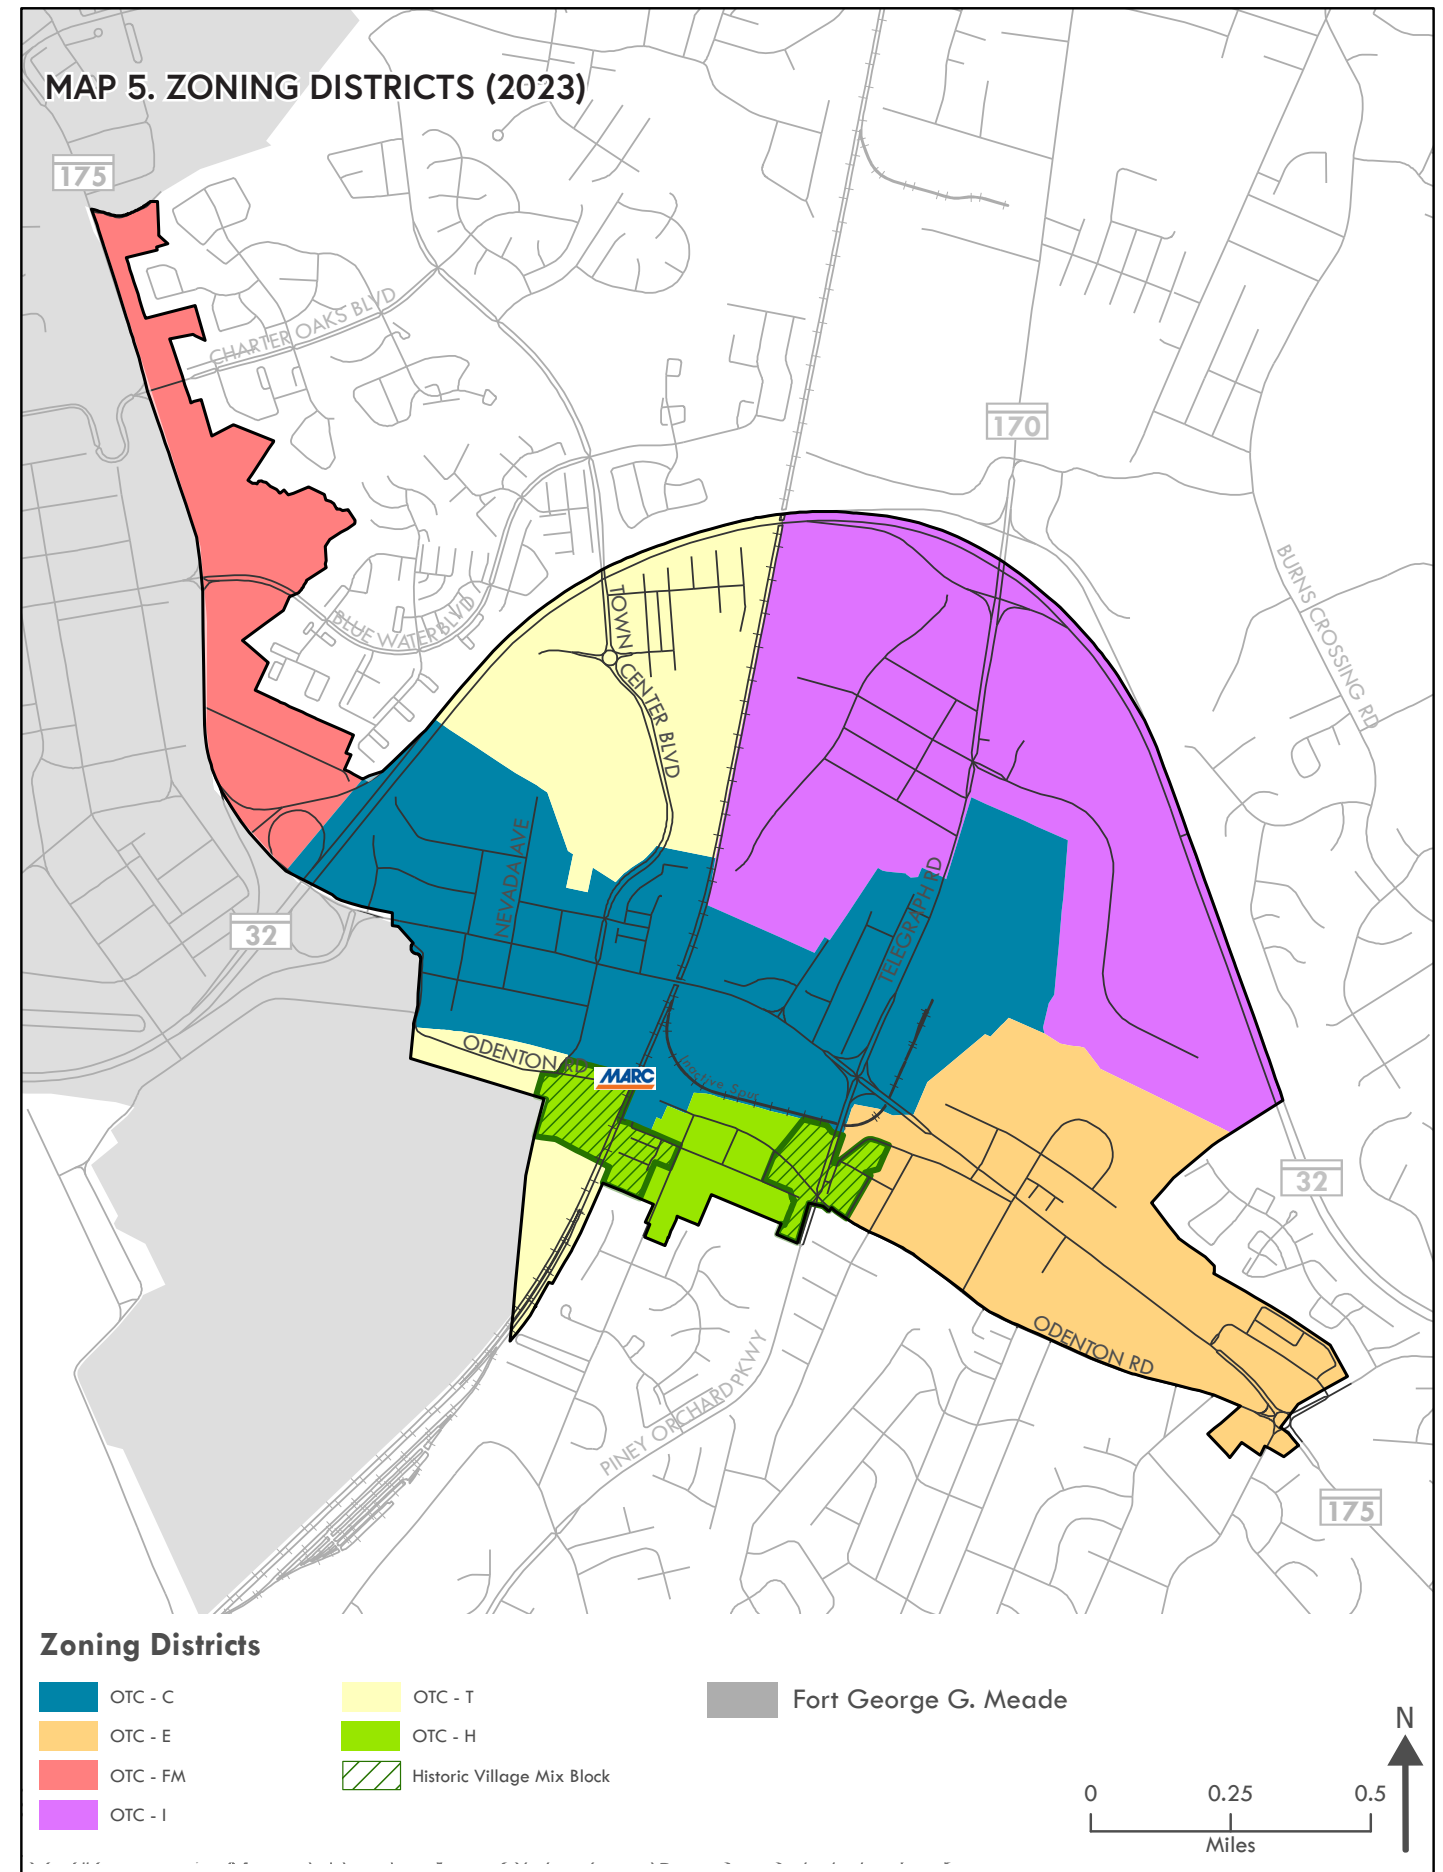 MAP 5. ZONING DISTRICTS (2023)
175
CHARTER OAKS BLVD
170
BURNS CROSSING RD
BLUE WATER BLVD
TOWN CENTER BLVD
NEVADA AVE
TELEGRAPH RD
32
ODENTON RD
MARC
Inactive Spur
32
ODENTON RD
PINEY ORCHARD PKWY
175
Zoning Districts
OTC - C
OTC - T
Fort George G. Meade
OTC - E
OTC - H
OTC - FM
Historic Village Mix Block
OTC - I
N
0 0.25 0.5
Miles